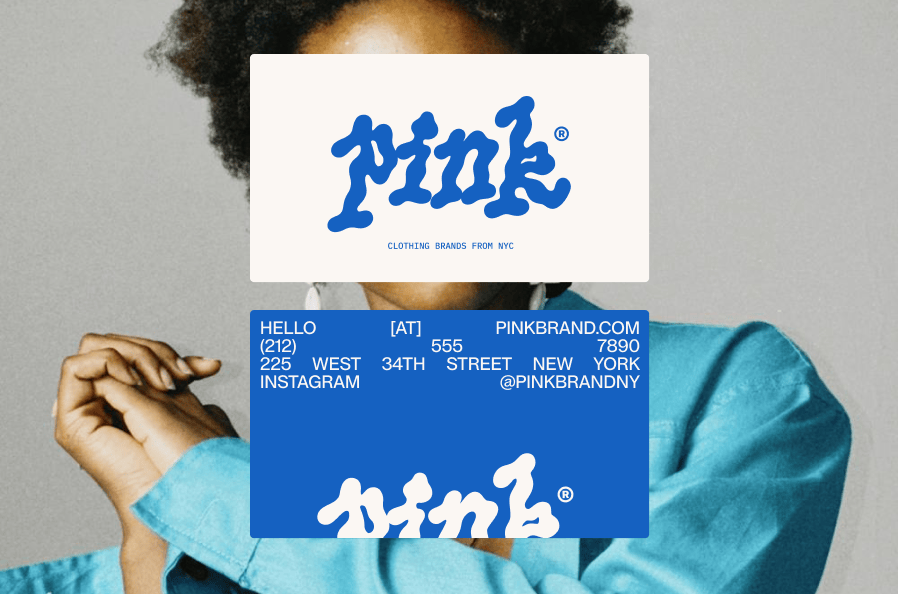 pink®
CLOTHING BRANDS FROM NYC
HELLO [AT] PINKBRAND.COM
(212) 555 7890
225 WEST 34TH STREET NEW YORK
INSTAGRAM @PINKBRANDNY
pink®